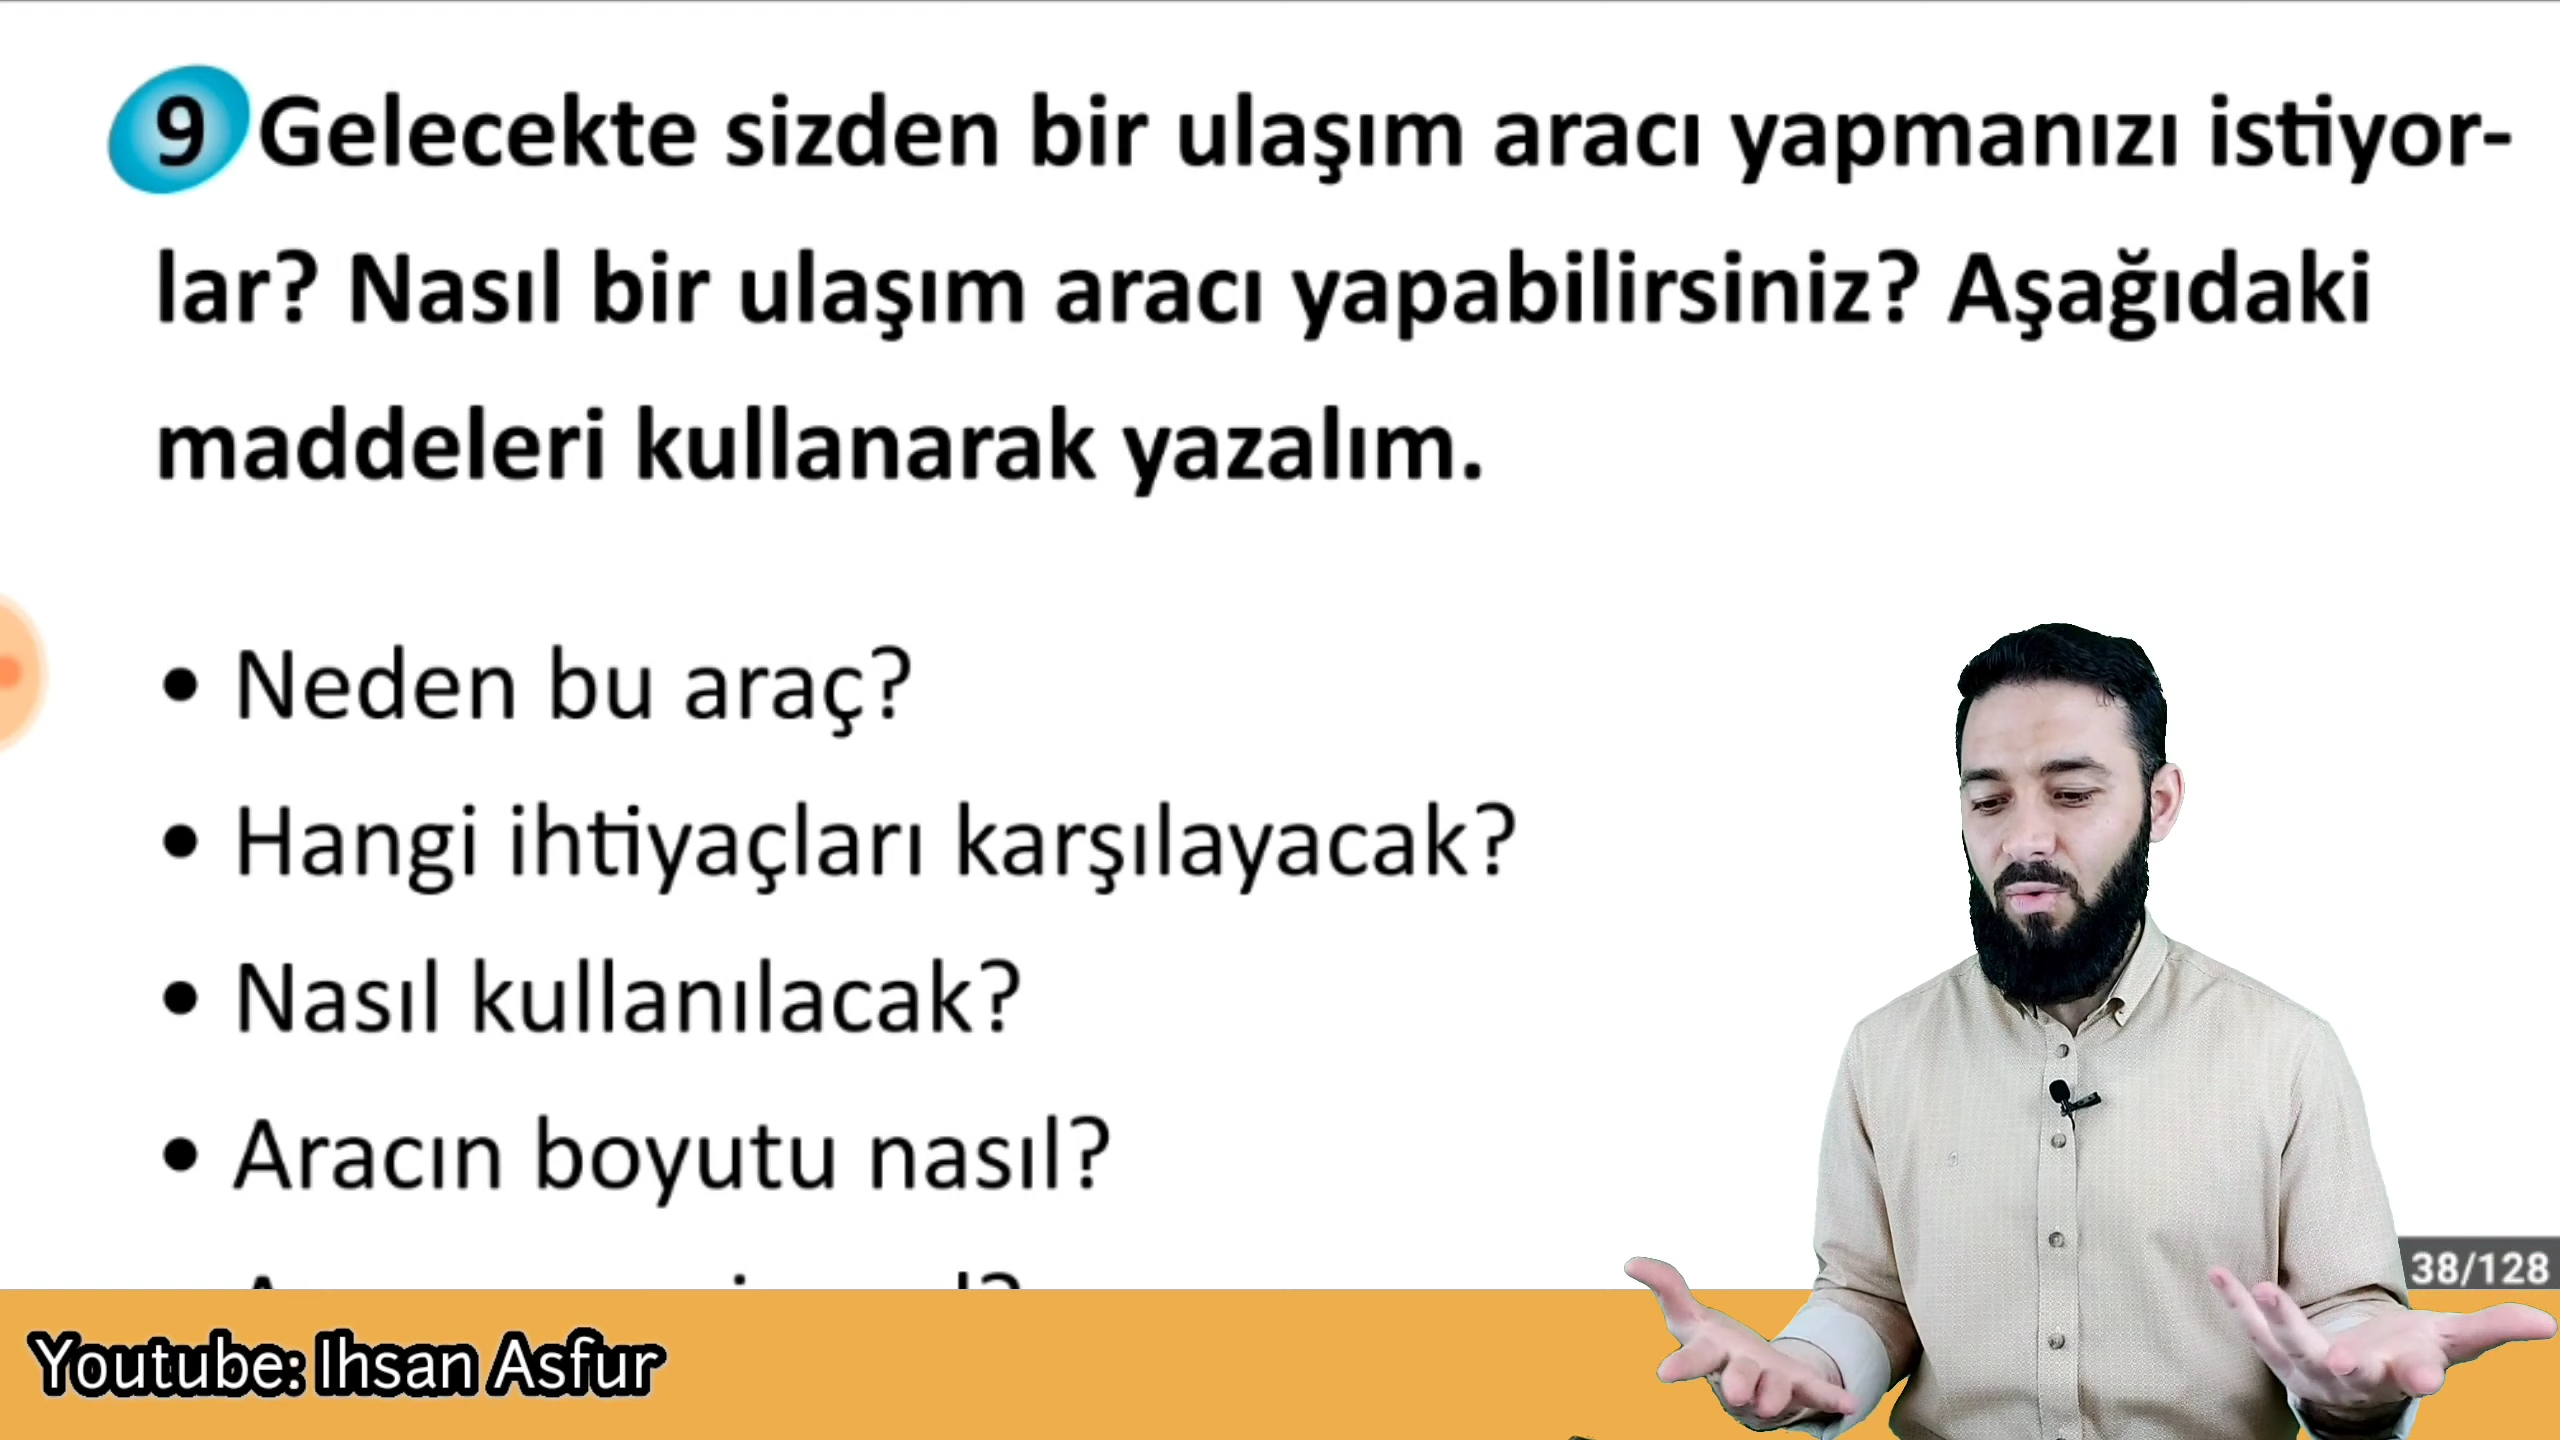 9 Gelecekte sizden bir ulaşım aracı yapmanızı istiyor-
lar? Nasıl bir ulaşım aracı yapabilirsiniz? Aşağıdaki
maddeleri kullanarak yazalım.
• Neden bu araç?
• Hangi ihtiyaçları karşılayacak?
• Nasıl kullanılacak?
• Aracın boyutu nasıl?
38/128
Youtube: Ihsan Asfur